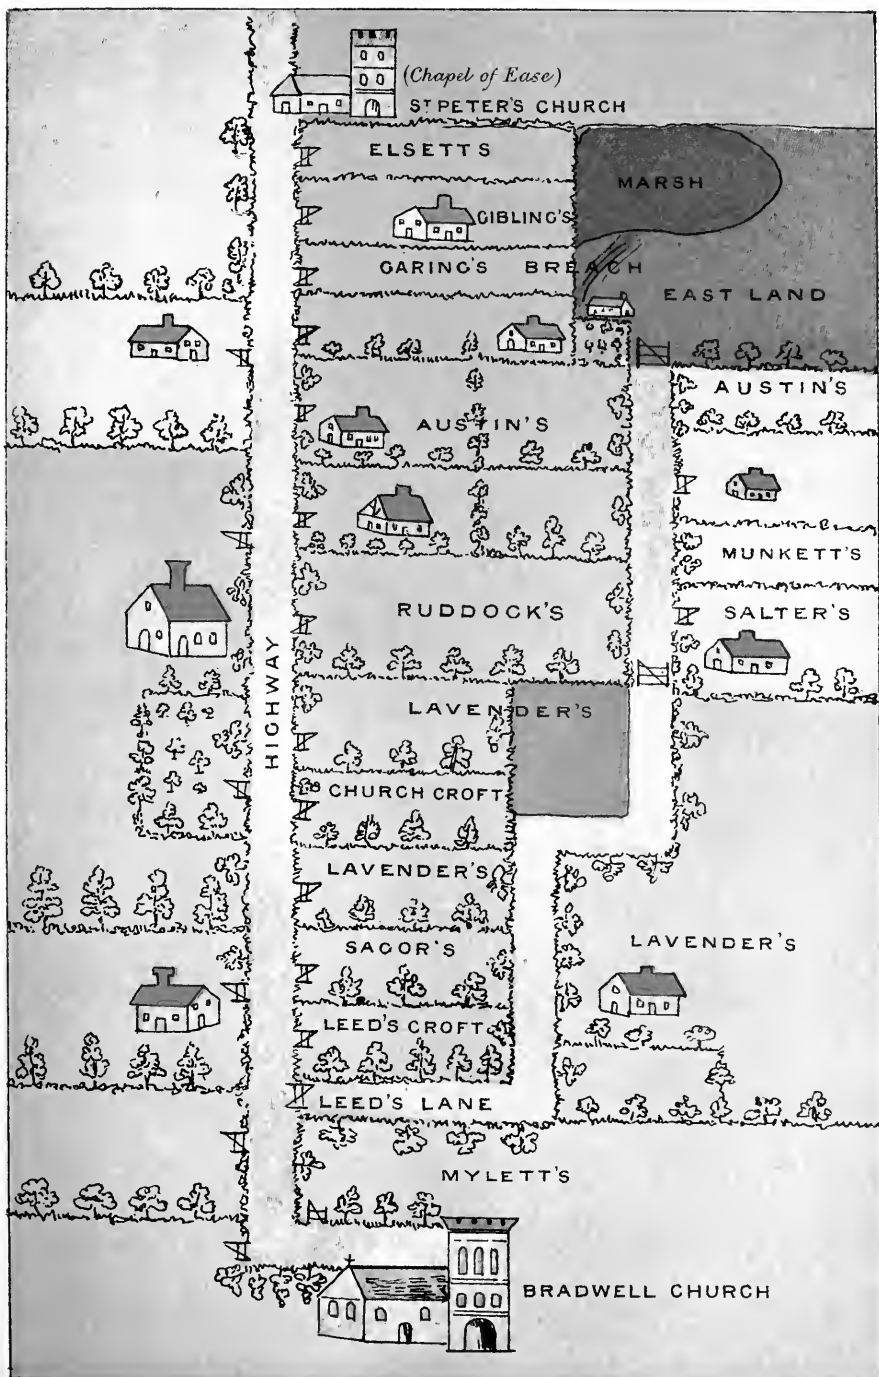 (Chapel of Ease)
ST PETER'S CHURCH
ELSETTS
MARSH
GIBLING'S
GARING'S BREACH
EAST LAND
AUSTIN'S
AUSTIN'S
MUNKETT'S
RUDDOCK'S
SALTER'S
HIGHWAY
LAVENDER'S
CHURCH CROFT
LAVENDER'S
LAVENDER'S
SAGOR'S
LEED'S CROFT
LEED'S LANE
MYLETT'S
BRADWELL CHURCH